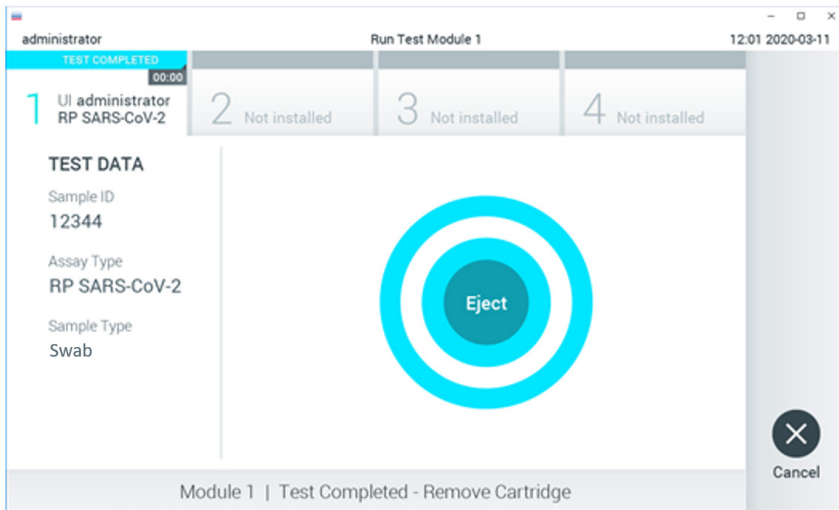 administrator
Run Test Module 1
12:01 2020-03-11
TEST COMPLETED
00:00
1
UI administrator
RP SARS-CoV-2
2 Not installed
3 Not installed
4 Not installed
TEST DATA
Sample ID
12344
Assay Type
RP SARS-CoV-2
Sample Type
Swab
Eject
Cancel
Module 1 | Test Completed - Remove Cartridge